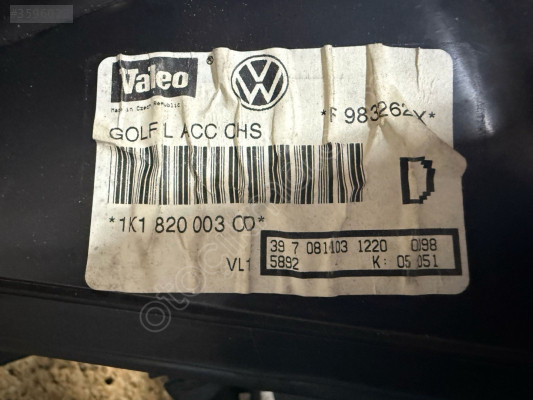 Valeo ®
Made in Czech Republic
*F 983262X*
GOLF L ACC CHS
D
*1K1 820 003 CD*
39 7 081103 1220 0198
VL1 5892 K: 05 051